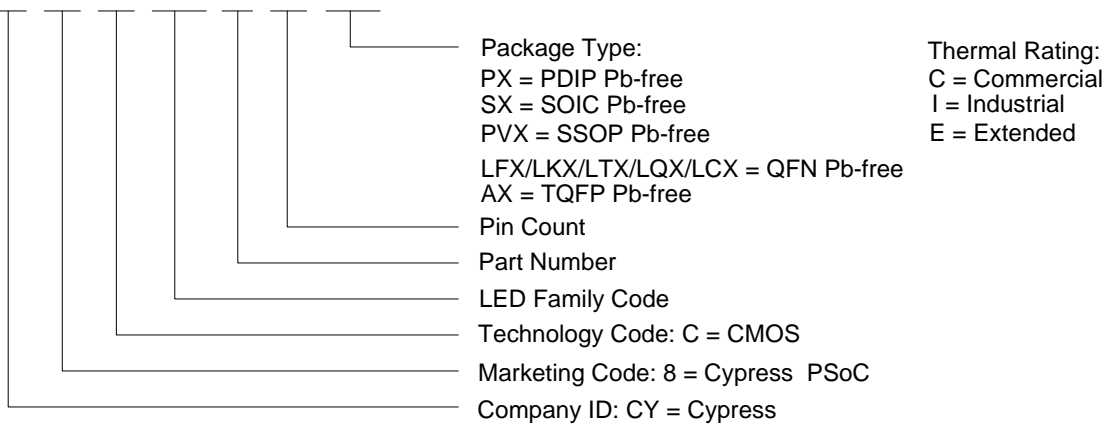 Package Type:
PX = PDIP Pb-free
SX = SOIC Pb-free
PVX = SSOP Pb-free
LFX/LKX/LTX/LQX/LCX = QFN Pb-free
AX = TQFP Pb-free
Thermal Rating:
C = Commercial
I = Industrial
E = Extended
Pin Count
Part Number
LED Family Code
Technology Code: C = CMOS
Marketing Code: 8 = Cypress PSoC
Company ID: CY = Cypress